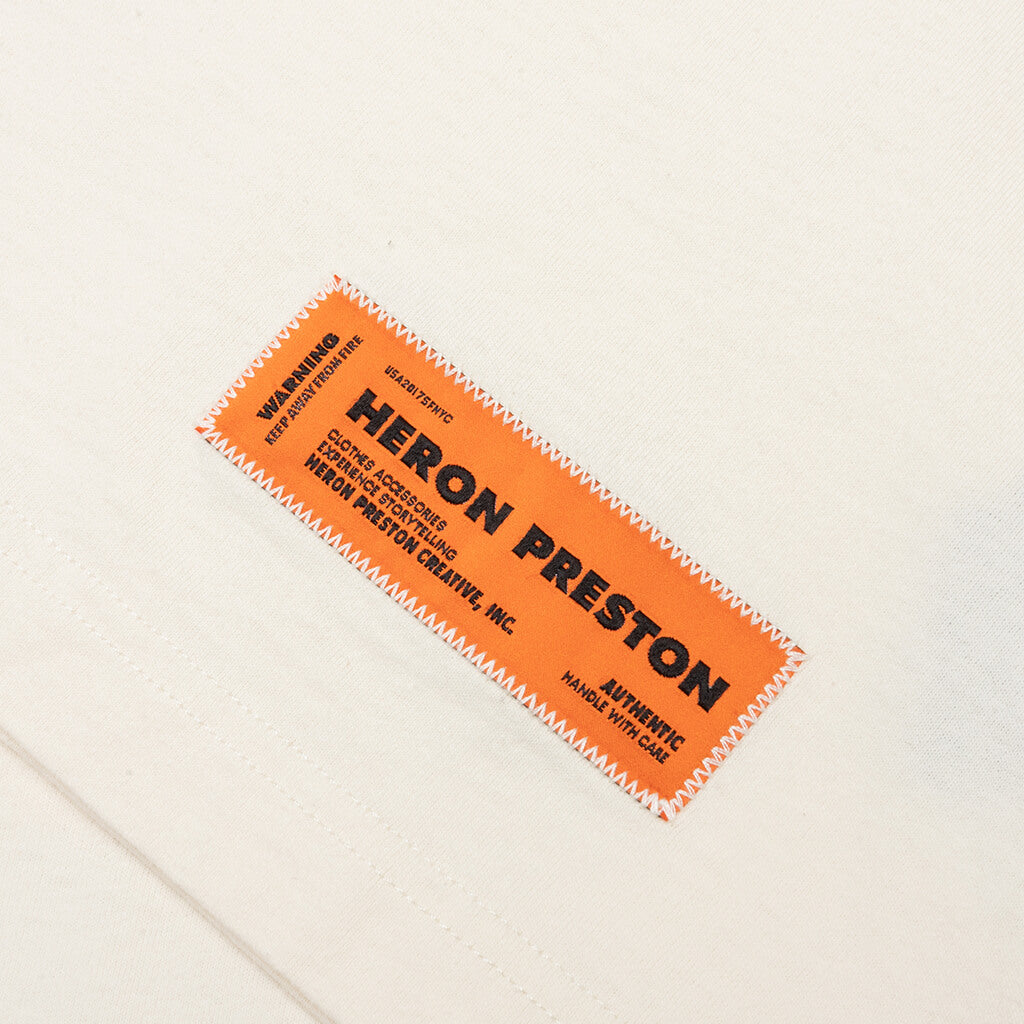 WARNING
KEEP AWAY FROM FIRE
USA2017SFNYC
HERON PRESTON
CLOTHES ACCESSORIES
EXPERIENCE STORYTELLING
HERON PRESTON CREATIVE, INC.
AUTHENTIC
HANDLE WITH CARE